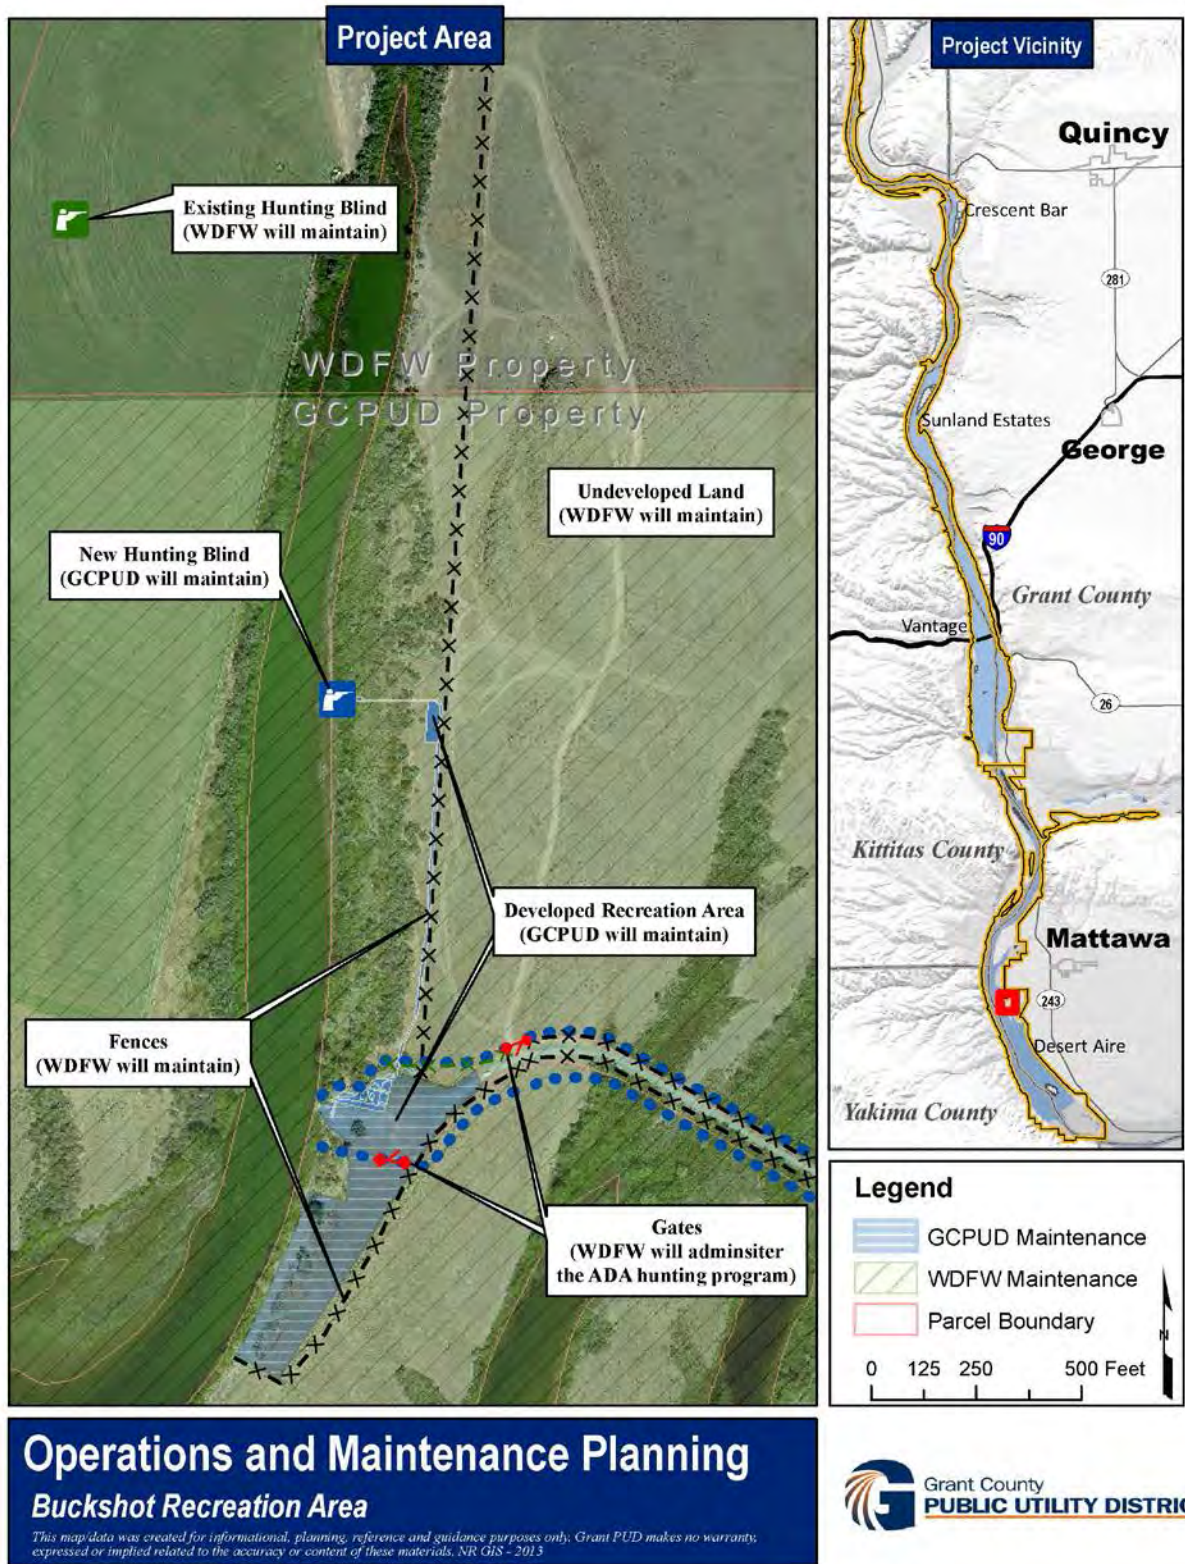 Project Area
Existing Hunting Blind
(WDFW will maintain)
WDFW Property
GCPUD Property
Undeveloped Land
(WDFW will maintain)
New Hunting Blind
(GCPUD will maintain)
Developed Recreation Area
(GCPUD will maintain)
Fences
(WDFW will maintain)
Gates
(WDFW will adminsiter
the ADA hunting program)
Project Vicinity
Quincy
Crescent Bar
281
Sunland Estates
George
90
Grant County
Vantage
26
Kittitas County
Mattawa
243
Desert Aire
Yakima County
Legend
GCPUD Maintenance
WDFW Maintenance
Parcel Boundary
N
0 125 250 500 Feet
Operations and Maintenance Planning
Buckshot Recreation Area
This map/data was created for informational, planning, reference and guidance purposes only. Grant PUD makes no warranty,
expressed or implied related to the accuracy or content of these materials. NR GIS - 2013
Grant County
PUBLIC UTILITY DISTRIC